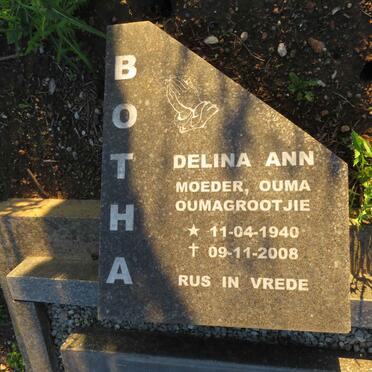 BOTHA
DELINA ANN
MOEDER, OUMA
OUMAGROOTJIE
★ 11-04-1940
✝ 09-11-2008
RUS IN VREDE